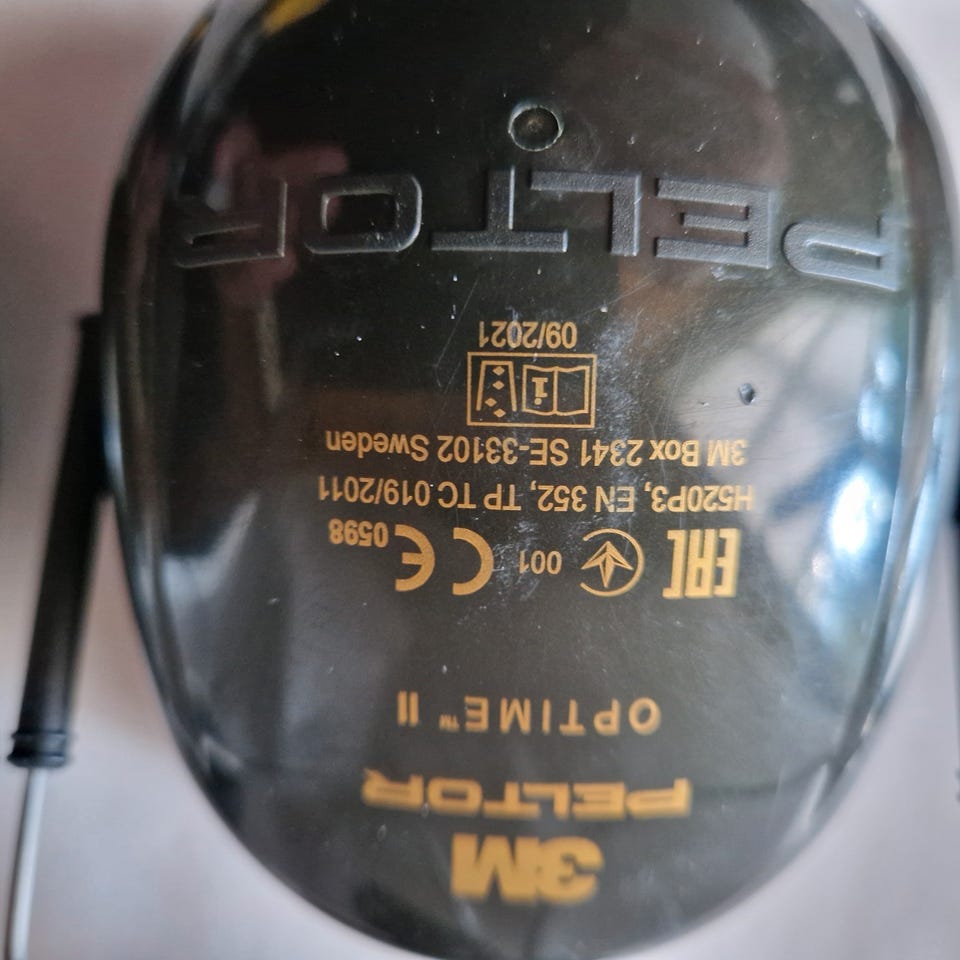 3M
PELTOR
OPTIME™ II
EAC 001 CE 0598
H520P3, EN 352, TP TC 019/2011
3M Box 2341 SE-33102 Sweden
i
09/2021
PELTOR